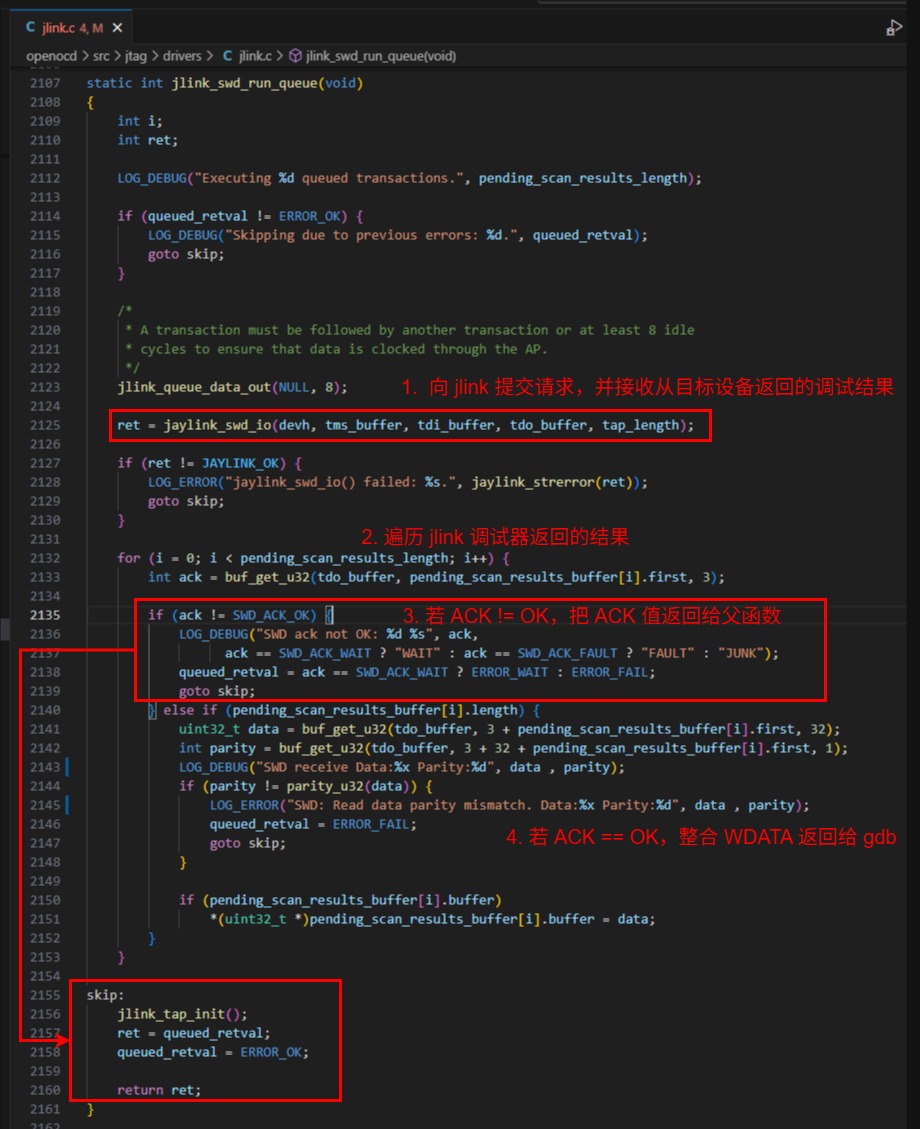 C jlink.c 4, M ✕
openocd > src > jtag > drivers > C jlink.c > jlink_swd_run_queue(void)
2107 static int jlink_swd_run_queue(void)
2108 {
2109 int i;
2110 int ret;
2111
2112 LOG_DEBUG("Executing %d queued transactions.", pending_scan_results_length);
2113
2114 if (queued_retval != ERROR_OK) {
2115 LOG_DEBUG("Skipping due to previous errors: %d.", queued_retval);
2116 goto skip;
2117 }
2118
2119 /*
2120 * A transaction must be followed by another transaction or at least 8 idle
2121 * cycles to ensure that data is clocked through the AP.
2122 */
2123 jlink_queue_data_out(NULL, 8); 1. 向 jlink 提交请求，并接收从目标设备返回的调试结果
2124
2125 ret = jaylink_swd_io(devh, tms_buffer, tdi_buffer, tdo_buffer, tap_length);
2126
2127 if (ret != JAYLINK_OK) {
2128 LOG_ERROR("jaylink_swd_io() failed: %s.", jaylink_strerror(ret));
2129 goto skip;
2130 }
2131 2. 遍历 jlink 调试器返回的结果
2132 for (i = 0; i < pending_scan_results_length; i++) {
2133 int ack = buf_get_u32(tdo_buffer, pending_scan_results_buffer[i].first, 3);
2134
2135 if (ack != SWD_ACK_OK) { 3. 若 ACK != OK，把 ACK 值返回给父函数
2136 LOG_DEBUG("SWD ack not OK: %d %s", ack,
2137 ack == SWD_ACK_WAIT ? "WAIT" : ack == SWD_ACK_FAULT ? "FAULT" : "JUNK");
2138 queued_retval = ack == SWD_ACK_WAIT ? ERROR_WAIT : ERROR_FAIL;
2139 goto skip;
2140 } else if (pending_scan_results_buffer[i].length) {
2141 uint32_t data = buf_get_u32(tdo_buffer, 3 + pending_scan_results_buffer[i].first, 32);
2142 int parity = buf_get_u32(tdo_buffer, 3 + 32 + pending_scan_results_buffer[i].first, 1);
2143 LOG_DEBUG("SWD receive Data:%x Parity:%d", data , parity);
2144 if (parity != parity_u32(data)) {
2145 LOG_ERROR("SWD: Read data parity mismatch. Data:%x Parity:%d", data , parity);
2146 queued_retval = ERROR_FAIL;
2147 goto skip; 4. 若 ACK == OK，整合 WDATA 返回给 gdb
2148 }
2149
2150 if (pending_scan_results_buffer[i].buffer)
2151 *(uint32_t *)pending_scan_results_buffer[i].buffer = data;
2152 }
2153 }
2154
2155 skip:
2156 jlink_tap_init();
2157 ret = queued_retval;
2158 queued_retval = ERROR_OK;
2159
2160 return ret;
2161 }
2162